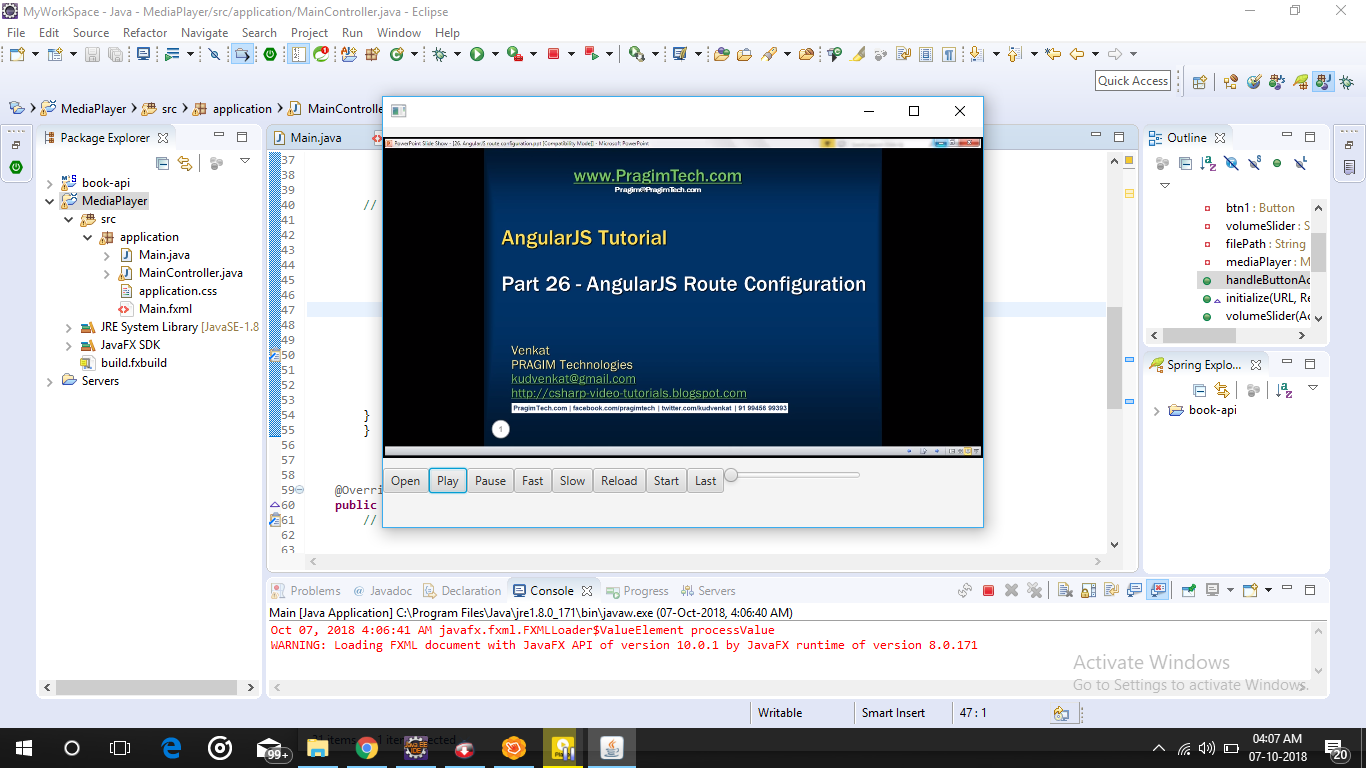 MyWorkSpace - Java - MediaPlayer/src/application/MainController.java - Eclipse
File Edit Source Refactor Navigate Search Project Run Window Help
Quick Access
MediaPlayer src application MainControlle
Package Explorer
book-api
MediaPlayer
src
application
Main.java
MainController.java
application.css
Main.fxml
JRE System Library [JavaSE-1.8
JavaFX SDK
build.fxbuild
Servers
Main.java
37
38
39
40 //
41
42
43
44
45
46
47
48
49
50
51
52
53
54 }
55 }
56
57
58
59 @Overri
60 public
61 //
62
63
PowerPoint Slide Show - [26. AngularJS route configuration.ppt [Compatibility Mode]] - Microsoft PowerPoint
www.PragimTech.com
Pragim@PragimTech.com
AngularJS Tutorial
Part 26 - AngularJS Route Configuration
Venkat
PRAGIM Technologies
kudvenkat@gmail.com
http://csharp-video-tutorials.blogspot.com
PragimTech.com | facebook.com/pragimtech | twitter.com/kudvenkat | 91 99456 99393
1
Open Play Pause Fast Slow Reload Start Last
Outline
btn1 : Button
volumeSlider : S
filePath : String
mediaPlayer : M
handleButtonAc
initialize(URL, Re
volumeSlider(Ac
Spring Explo...
book-api
Problems @ Javadoc Declaration Console Progress Servers
Main [Java Application] C:\Program Files\Java\jre1.8.0_171\bin\javaw.exe (07-Oct-2018, 4:06:40 AM)
Oct 07, 2018 4:06:41 AM javafx.fxml.FXMLLoader$ValueElement processValue
WARNING: Loading FXML document with JavaFX API of version 10.0.1 by JavaFX runtime of version 8.0.171
Activate Windows
Go to Settings to activate Windows.
Writable Smart Insert 47 : 1
99+
04:07 AM
07-10-2018
20